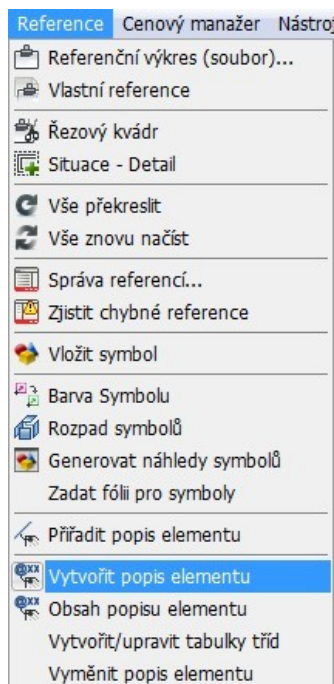 Reference Cenový manažer Nástroj
Referenční výkres (soubor)...
Vlastní reference
Řezový kvádr
Situace - Detail
Vše překreslit
Vše znovu načíst
Správa referencí...
Zjistit chybné reference
Vložit symbol
Barva Symbolu
Rozpad symbolů
Generovat náhledy symbolů
Zadat fólii pro symboly
Přiřadit popis elementu
Vytvořit popis elementu
Obsah popisu elementu
Vytvořit/upravit tabulky tříd
Vyměnit popis elementu